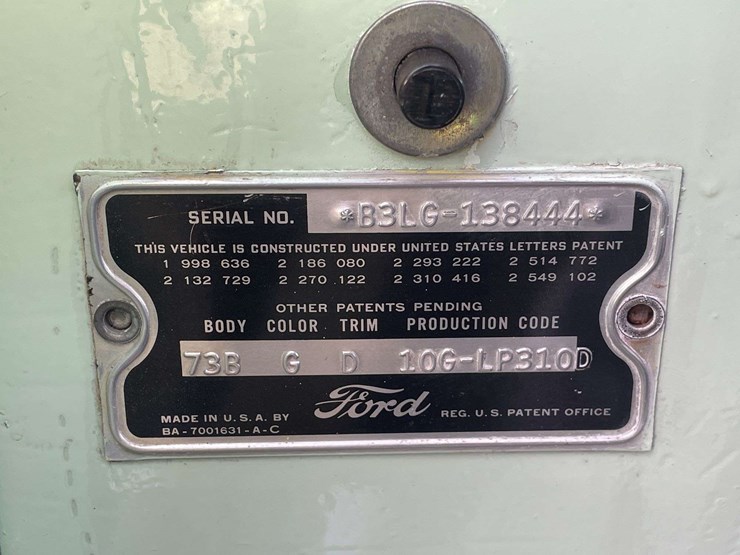 SERIAL NO. *B3LG-138444*
THIS VEHICLE IS CONSTRUCTED UNDER UNITED STATES LETTERS PATENT
1 998 636 2 186 080 2 293 222 2 514 772
2 132 729 2 270 122 2 310 416 2 549 102
OTHER PATENTS PENDING
BODY COLOR TRIM PRODUCTION CODE
73B G D 10G-LP310D
MADE IN U.S.A. BY Ford REG. U.S. PATENT OFFICE
BA-7001631-A-C